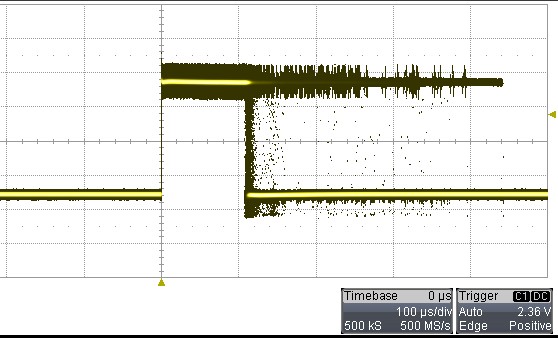 Timebase 0 µs
100 µs/div
500 kS 500 MS/s
Trigger C1 DC
Auto 2.36 V
Edge Positive